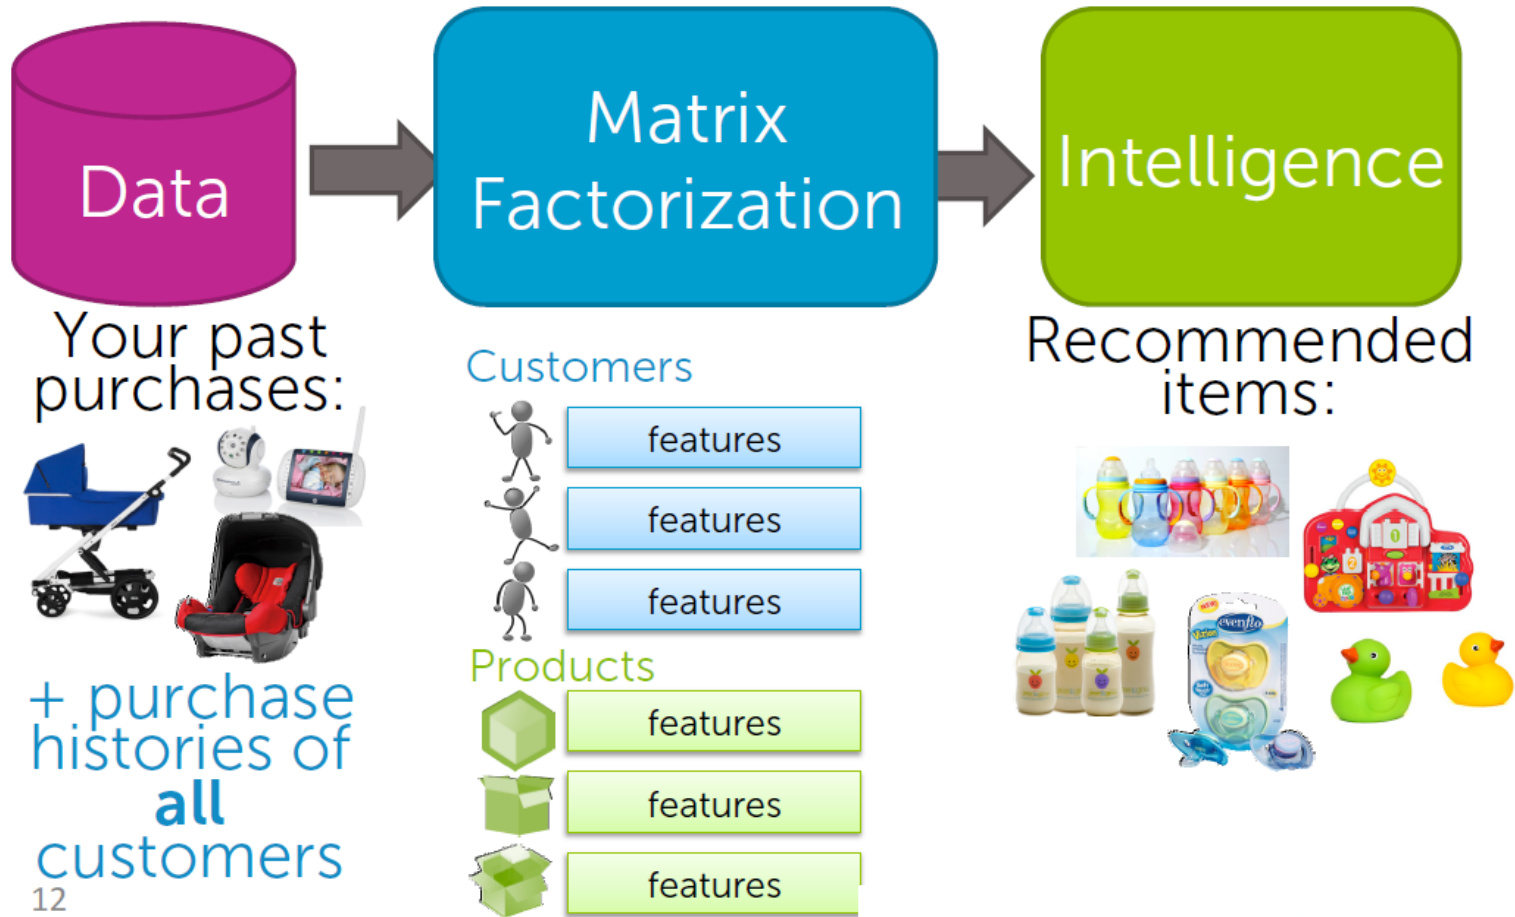 Data
Matrix
Factorization
Intelligence
Your past
purchases:
+ purchase
histories of
all
customers
12
Customers
features
features
features
Products
features
features
features
Recommended
items:
evenflo